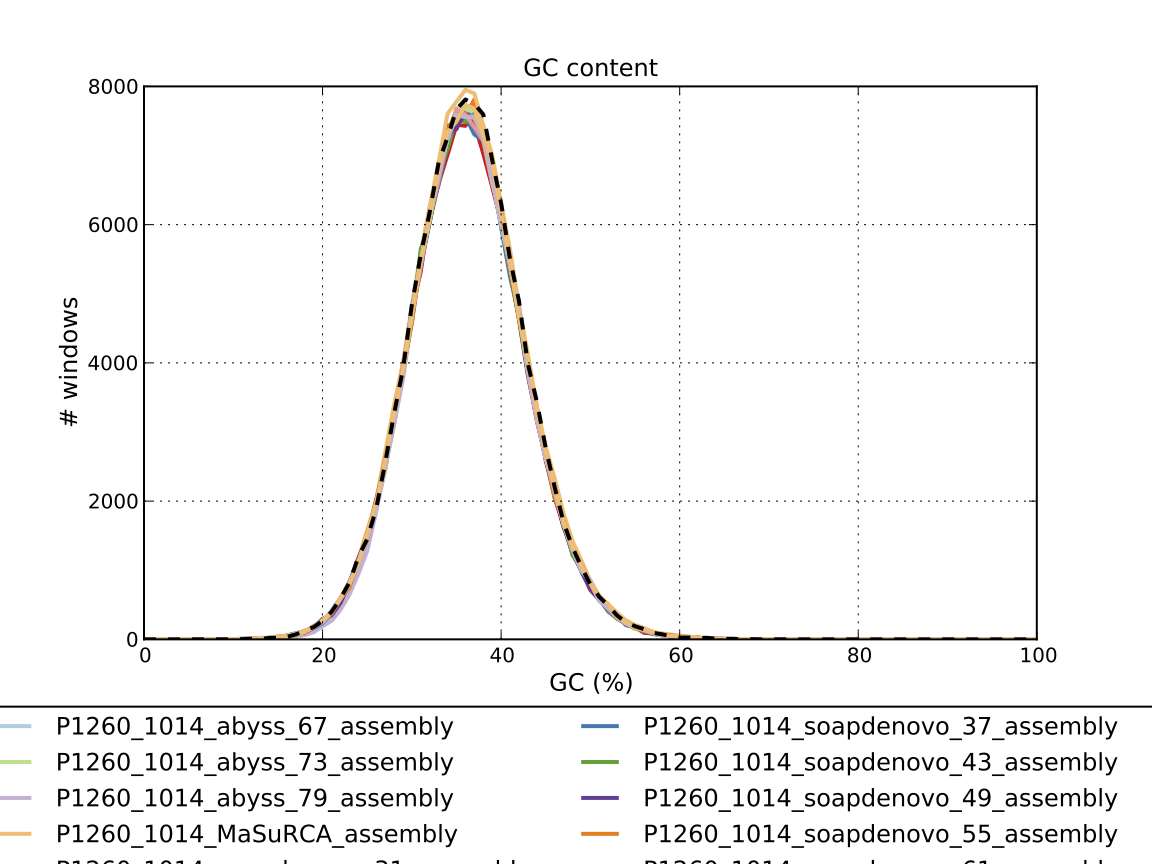 GC content
8000
6000
4000
2000
0
# windows
0 20 40 60 80 100
GC (%)
P1260_1014_abyss_67_assembly P1260_1014_soapdenovo_37_assembly
P1260_1014_abyss_73_assembly P1260_1014_soapdenovo_43_assembly
P1260_1014_abyss_79_assembly P1260_1014_soapdenovo_49_assembly
P1260_1014_MaSuRCA_assembly P1260_1014_soapdenovo_55_assembly